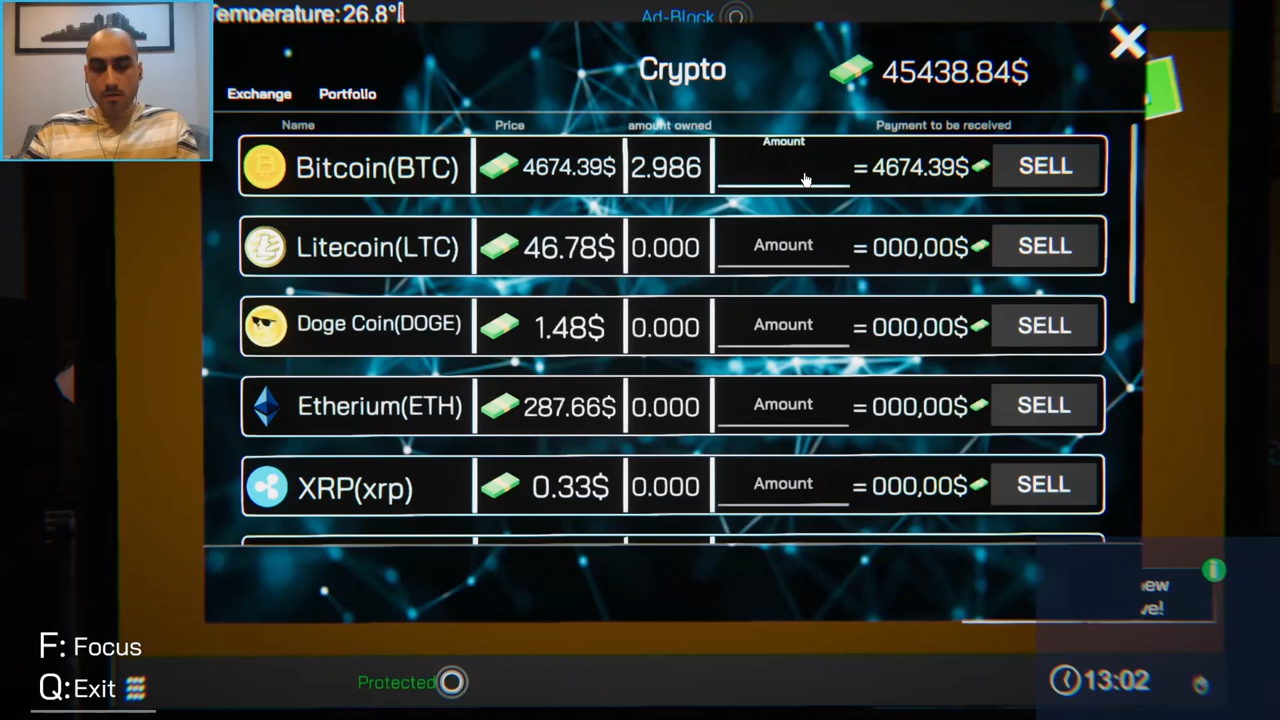 Temperature: 26.8°
Ad-Block
Crypto
45438.84$
Exchange
Portfolio
Name
Price
amount owned
Payment to be received
Amount
Bitcoin(BTC)
4674.39$
2.986
= 4674.39$
SELL
Litecoin(LTC)
46.78$
0.000
Amount
= 000,00$
SELL
Doge Coin(DOGE)
1.48$
0.000
Amount
= 000,00$
SELL
Etherium(ETH)
287.66$
0.000
Amount
= 000,00$
SELL
XRP(xrp)
0.33$
0.000
Amount
= 000,00$
SELL
F: Focus
Q: Exit
Protected
13:02